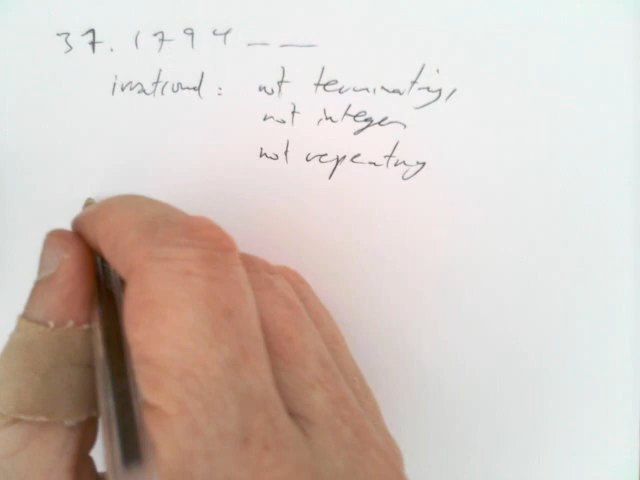 37.1794 _ _
irrational: not terminating,
not integer
not repeating